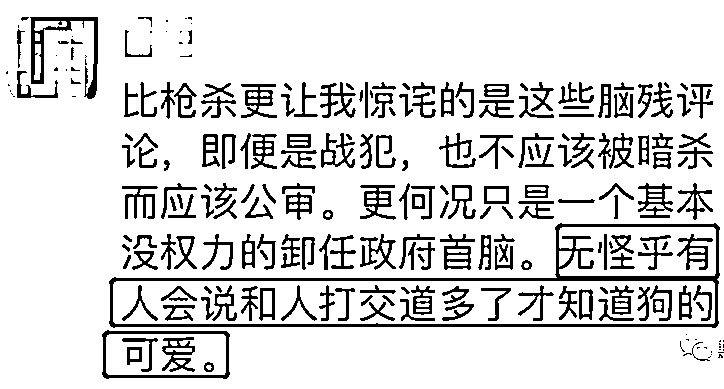 比枪杀更让我惊诧的是这些脑残评
论，即便是战犯，也不应该被暗杀
而应该公审。更何况只是一个基本
没权力的卸任政府首脑。无怪乎有
人会说和人打交道多了才知道狗的
可爱。